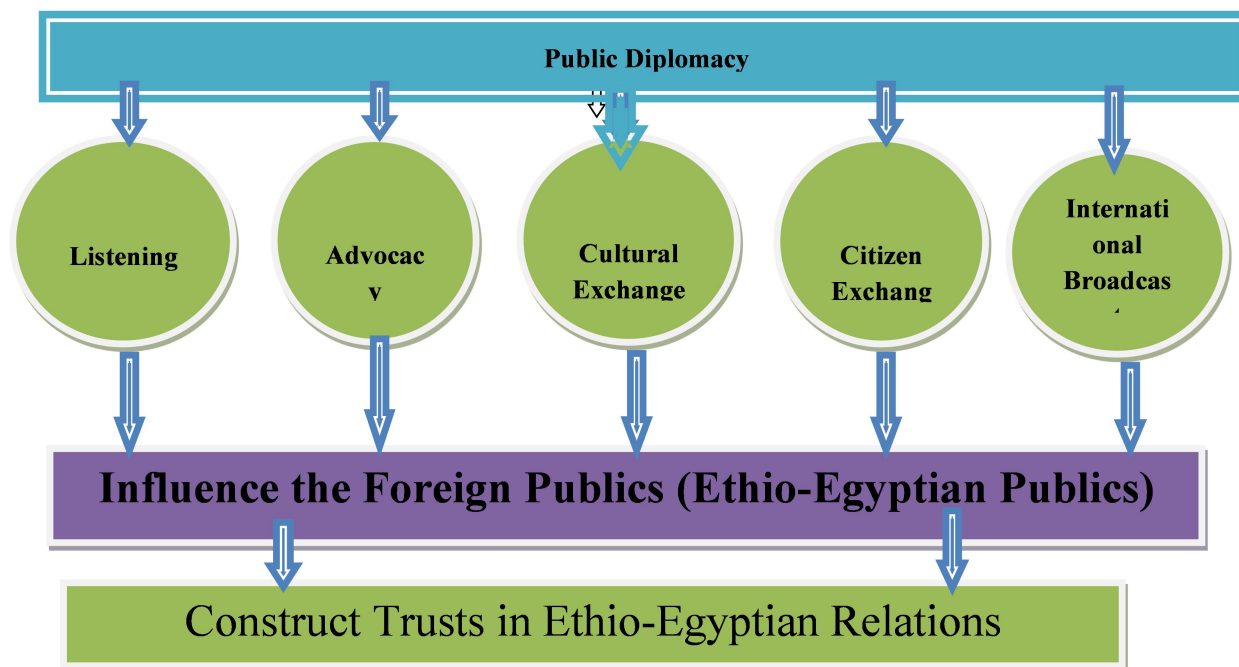 Public Diplomacy
Listening
Advocac
y
Cultural
Exchange
Citizen
Exchang
Internati
onal
Broadcas
Influence the Foreign Publics (Ethio-Egyptian Publics)
Construct Trusts in Ethio-Egyptian Relations